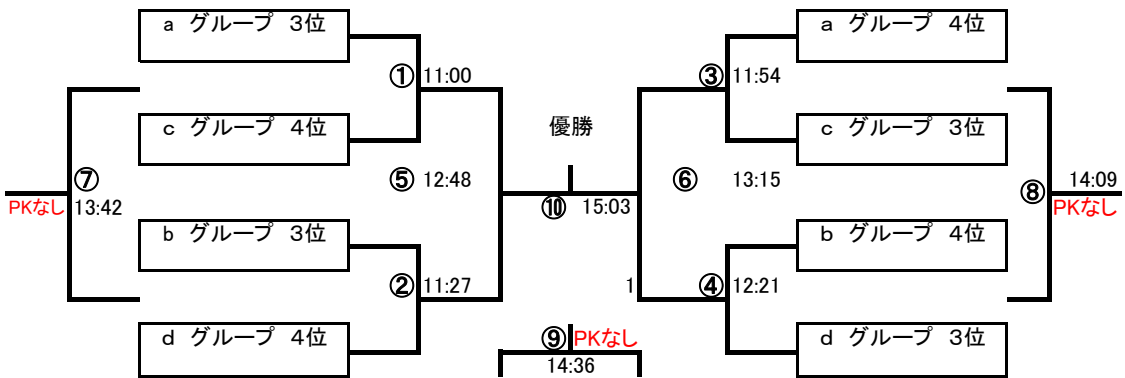 a グループ 3位
a グループ 4位
① 11:00
③ 11:54
c グループ 4位
優勝
c グループ 3位
⑦
⑤ 12:48
⑥ 13:15
⑧ 14:09
PKなし 13:42
⑩ 15:03
PKなし
b グループ 3位
b グループ 4位
② 11:27
1
④ 12:21
d グループ 4位
⑨ PKなし
d グループ 3位
14:36